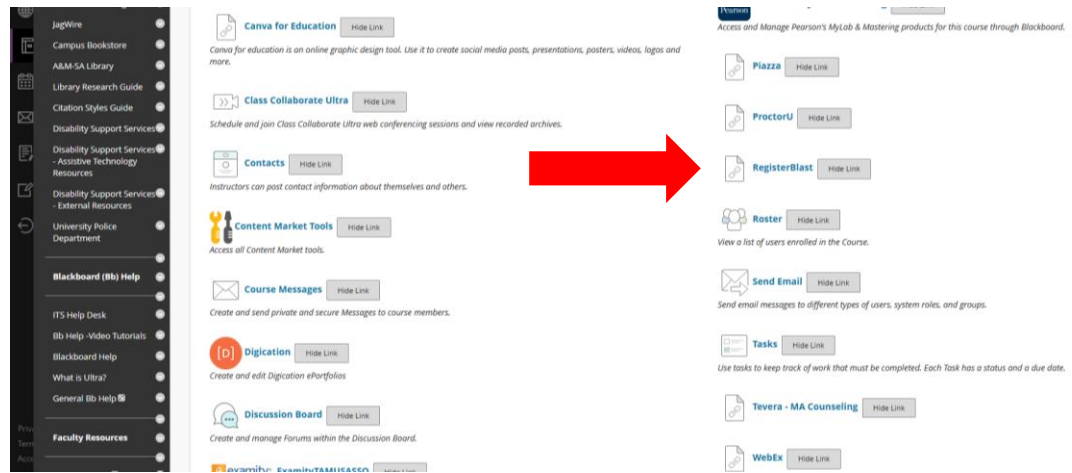 JagWire
Campus Bookstore
A&M-SA Library
Library Research Guide
Citation Styles Guide
Disability Support Services
Disability Support Services
- Assistive Technology
Resources
Disability Support Services
- External Resources
University Police
Department
Blackboard (Bb) Help
ITS Help Desk
Bb Help -Video Tutorials
Blackboard Help
What is Ultra?
General Bb Help
Faculty Resources
Canva for Education Hide Link
Canva for education is an online graphic design tool. Use it to create social media posts, presentations, posters, videos, logos and
more.
Class Collaborate Ultra Hide Link
Schedule and join Class Collaborate Ultra web conferencing sessions and view recorded archives.
Contacts Hide Link
Instructors can post contact information about themselves and others.
Content Market Tools Hide Link
Access all Content Market tools.
Course Messages Hide Link
Create and send private and secure Messages to course members.
[D] Digication Hide Link
Create and edit Digication ePortfolios
Discussion Board Hide Link
Create and manage Forums within the Discussion Board.
examity: ExamityTAMUSASSO Hide Link
Pearson
Access and Manage Pearson's MyLab & Mastering products for this course through Blackboard.
Piazza Hide Link
ProctorU Hide Link
RegisterBlast Hide Link
Roster Hide Link
View a list of users enrolled in the Course.
Send Email Hide Link
Send email messages to different types of users, system roles, and groups.
Tasks Hide Link
Use tasks to keep track of work that must be completed. Each Task has a status and a due date.
Tevera - MA Counseling Hide Link
WebEx Hide Link